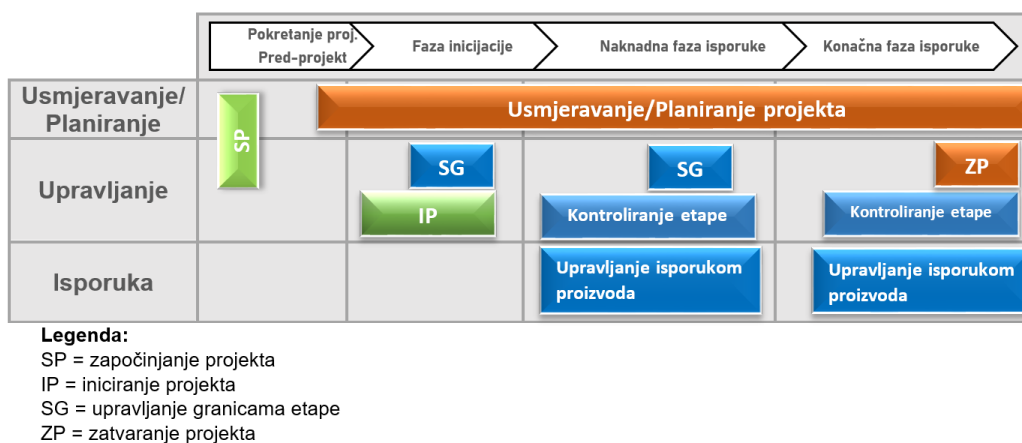 Pokretanje proj.
Pred-projekt
Faza inicijacije
Naknadna faza isporuke
Konačna faza isporuke
Usmjeravanje/
Planiranje
SP
Usmjeravanje/Planiranje projekta
Upravljanje
SG
SG
ZP
IP
Kontroliranje etape
Kontroliranje etape
Isporuka
Upravljanje isporukom
proizvoda
Upravljanje isporukom
proizvoda
Legenda:
SP = započinjanje projekta
IP = iniciranje projekta
SG = upravljanje granicama etape
ZP = zatvaranje projekta